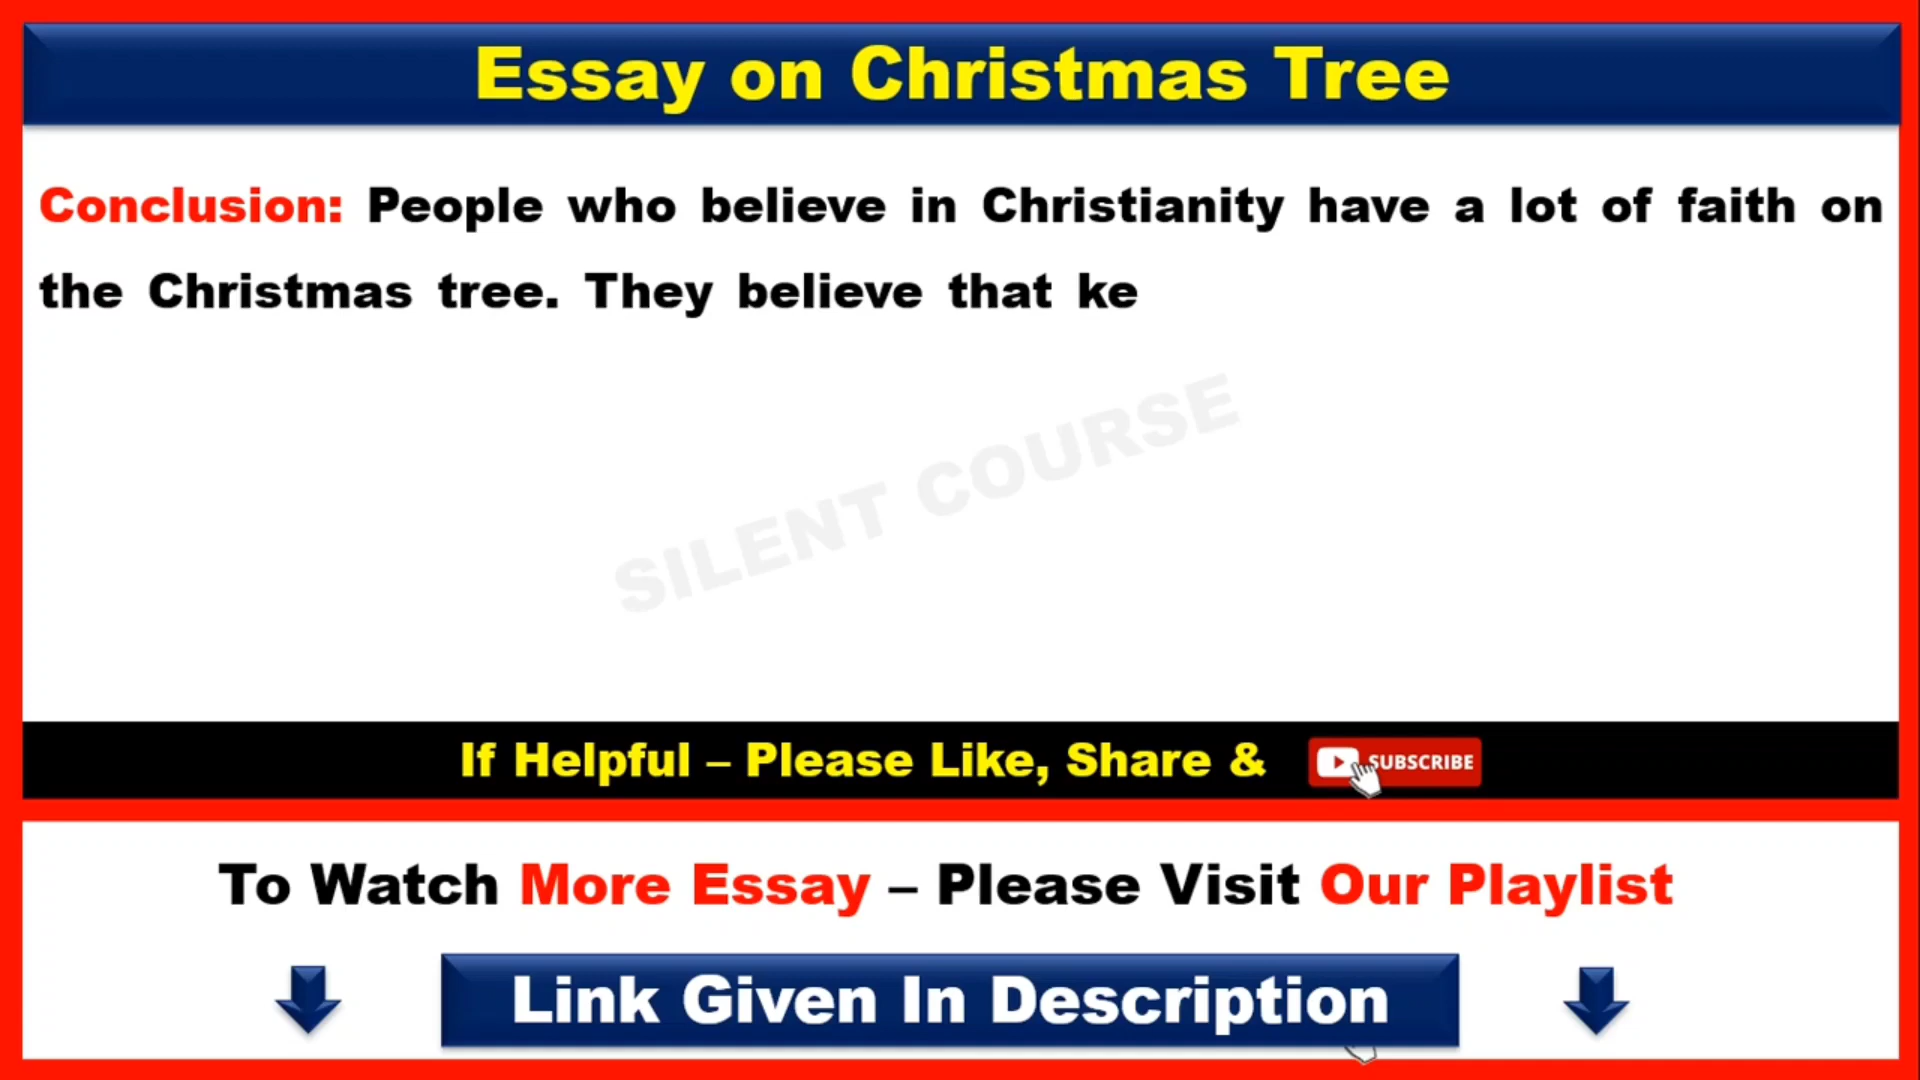 Essay on Christmas Tree
Conclusion: People who believe in Christianity have a lot of faith on
the Christmas tree. They believe that ke
SILENT COURSE
If Helpful – Please Like, Share & SUBSCRIBE
To Watch More Essay – Please Visit Our Playlist
Link Given In Description